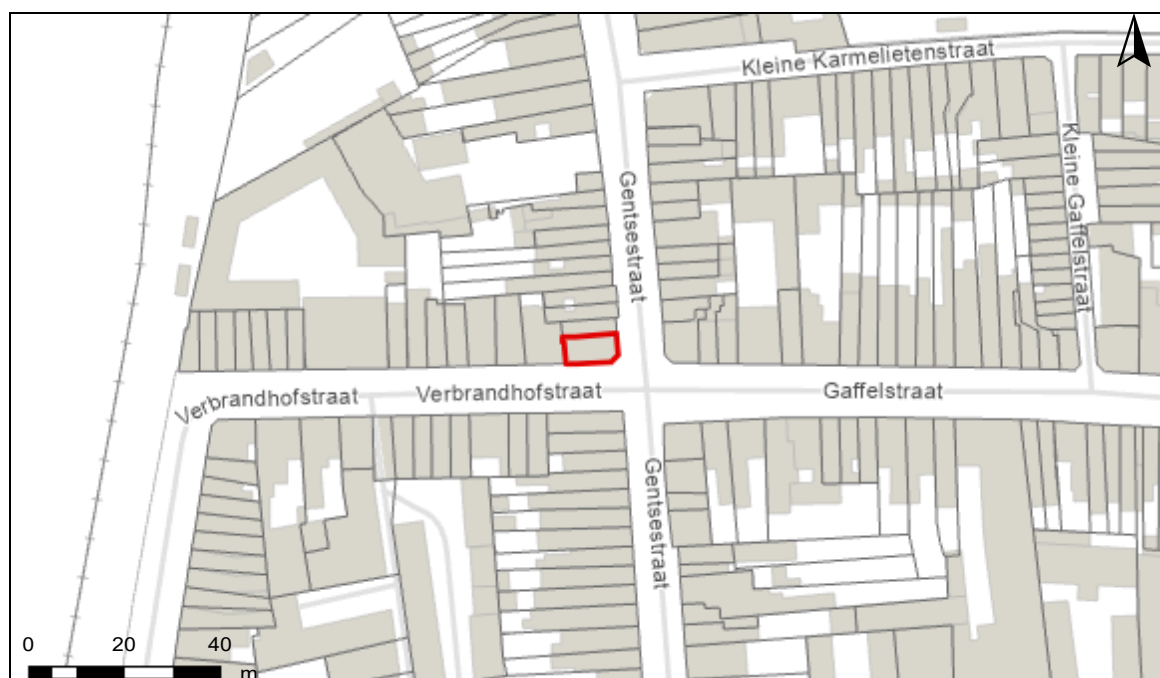 Kleine Karmelietenstraat
Kleine Gaffelstraat
Gentsestraat
Verbrandhofstraat
Verbrandhofstraat
Gaffelstraat
Gentsestraat
0 20 40
m